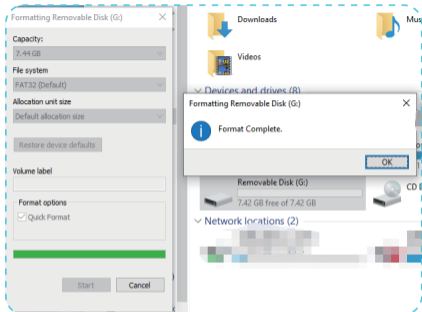 Formatting Removable Disk (G:)
Capacity:
7.44 GB
File system
FAT32 (Default)
Allocation unit size
Default allocation size
Restore device defaults
Volume label
Format options
Quick Format
Start
Cancel
Downloads
Videos
Devices and drives (8)
Formatting Removable Disk (G:)
Format Complete.
OK
Removable Disk (G:)
7.42 GB free of 7.42 GB
CD D
Network locations (2)